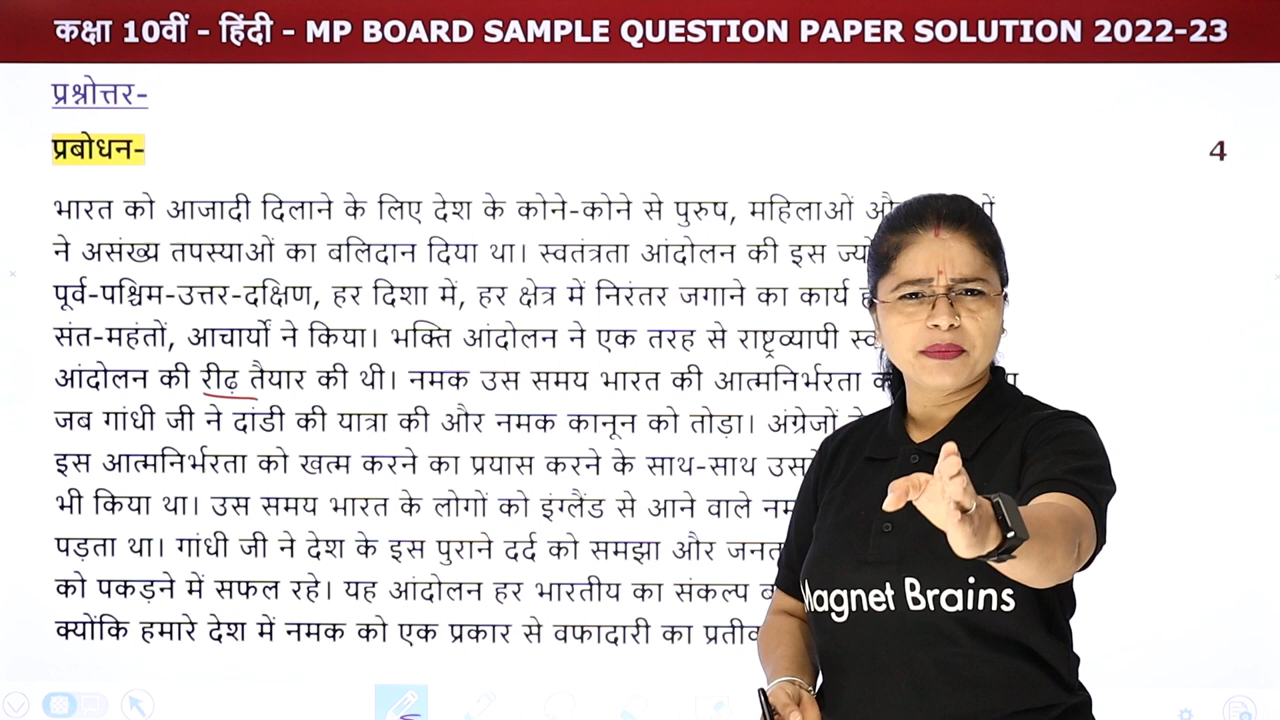 कक्षा 10वीं - हिंदी - MP BOARD SAMPLE QUESTION PAPER SOLUTION 2022-23
प्रश्नोत्तर-
प्रबोधन- 4
भारत को आजादी दिलाने के लिए देश के कोने-कोने से पुरुष, महिलाओं
ने असंख्य तपस्याओं का बलिदान दिया था। स्वतंत्रता आंदोलन की इस
पूर्व-पश्चिम-उत्तर-दक्षिण, हर दिशा में, हर क्षेत्र में निरंतर जगाने का कार्य
संत-महंतों, आचार्यों ने किया। भक्ति आंदोलन ने एक तरह से राष्ट्रव्यापी
आंदोलन की रीढ़ तैयार की थी। नमक उस समय भारत की आत्मनिर्भरता
जब गांधी जी ने दांडी की यात्रा की और नमक कानून को तोड़ा। अंग्रेजों
इस आत्मनिर्भरता को खत्म करने का प्रयास करने के साथ-साथ
भी किया था। उस समय भारत के लोगों को इंग्लैंड से आने वाले
पड़ता था। गांधी जी ने देश के इस पुराने दर्द को समझा और
को पकड़ने में सफल रहे। यह आंदोलन हर भारतीय का संकल्प
क्योंकि हमारे देश में नमक को एक प्रकार से वफादारी का
Magnet Brains